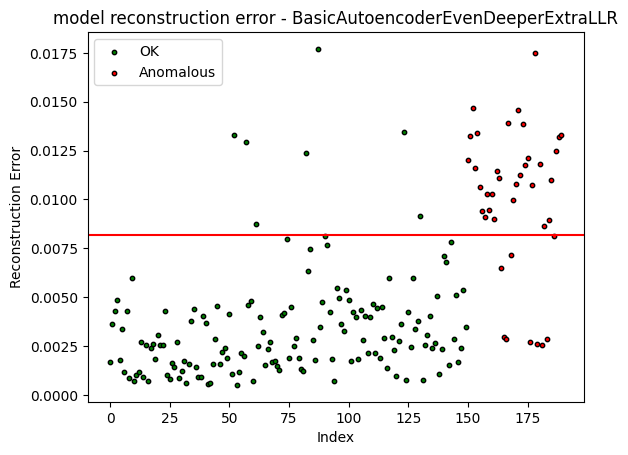 model reconstruction error - BasicAutoencoderEvenDeeperExtraLLR
OK
Anomalous
Reconstruction Error
0.0175
0.0150
0.0125
0.0100
0.0075
0.0050
0.0025
0.0000
0 25 50 75 100 125 150 175
Index